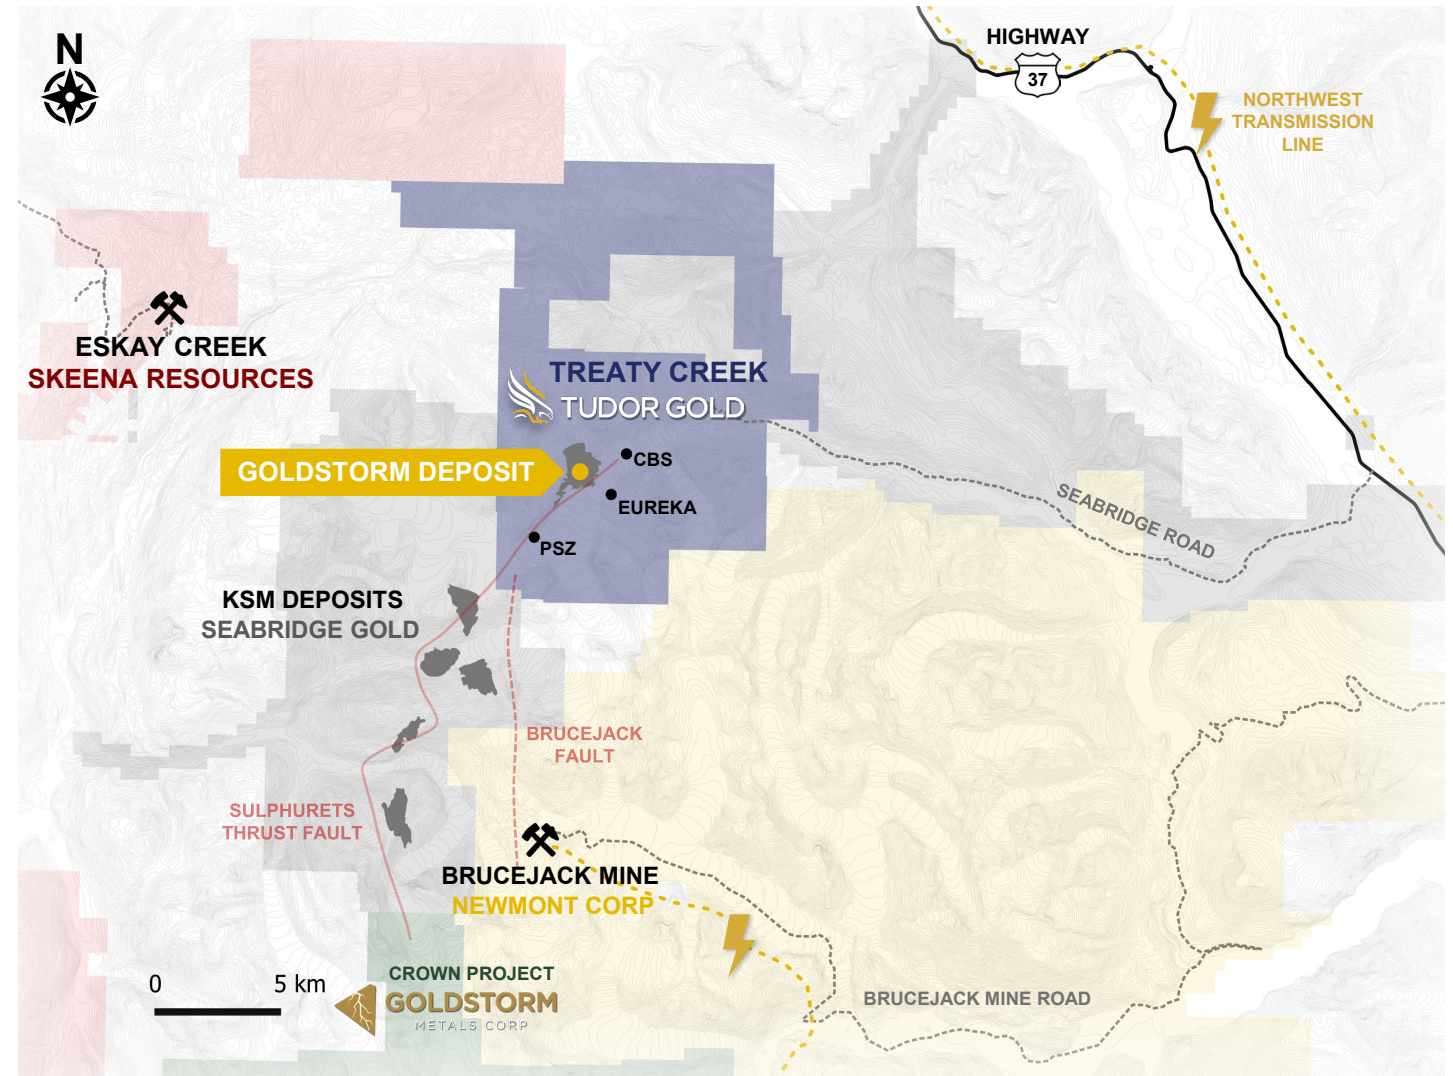 N
HIGHWAY
37
NORTHWEST
TRANSMISSION
LINE
ESKAY CREEK
SKEENA RESOURCES
TREATY CREEK
TUDOR GOLD
GOLDSTORM DEPOSIT
CBS
EUREKA
PSZ
SEABRIDGE ROAD
KSM DEPOSITS
SEABRIDGE GOLD
BRUCEJACK
FAULT
SULPHURETS
THRUST FAULT
BRUCEJACK MINE
NEWMONT CORP
0 5 km
CROWN PROJECT
GOLDSTORM
METALS CORP
BRUCEJACK MINE ROAD